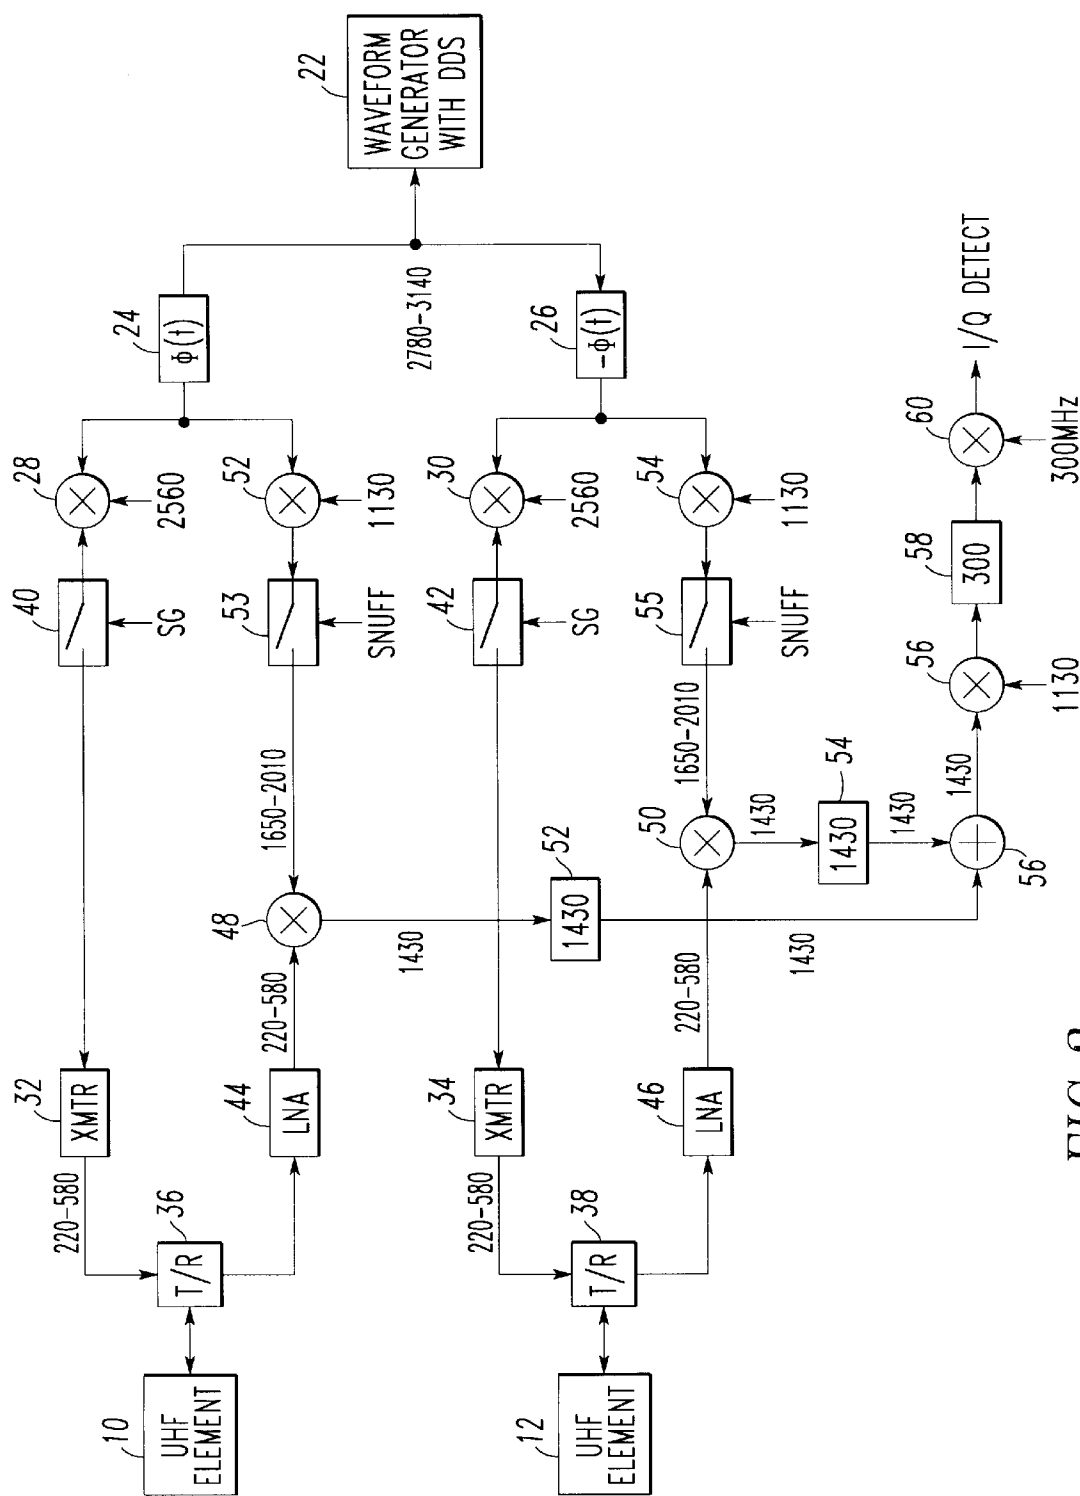 10
UHF
ELEMENT
36
T/R
220-580
32
XMTR
40
SG
28
2560
24
Φ(t)
22
WAVEFORM
GENERATOR
WITH DDS
44
LNA
220-580
48
1650-2010
53
SNUFF
52
1130
2780-3140
1430
52
1430
1430
12
UHF
ELEMENT
38
T/R
220-580
34
XMTR
42
SG
30
2560
26
-Φ(t)
46
LNA
220-580
50
1650-2010
55
SNUFF
54
1130
1430
54
1430
1430
56
1430
56
1130
58
300
60
300MHz
I/Q DETECT